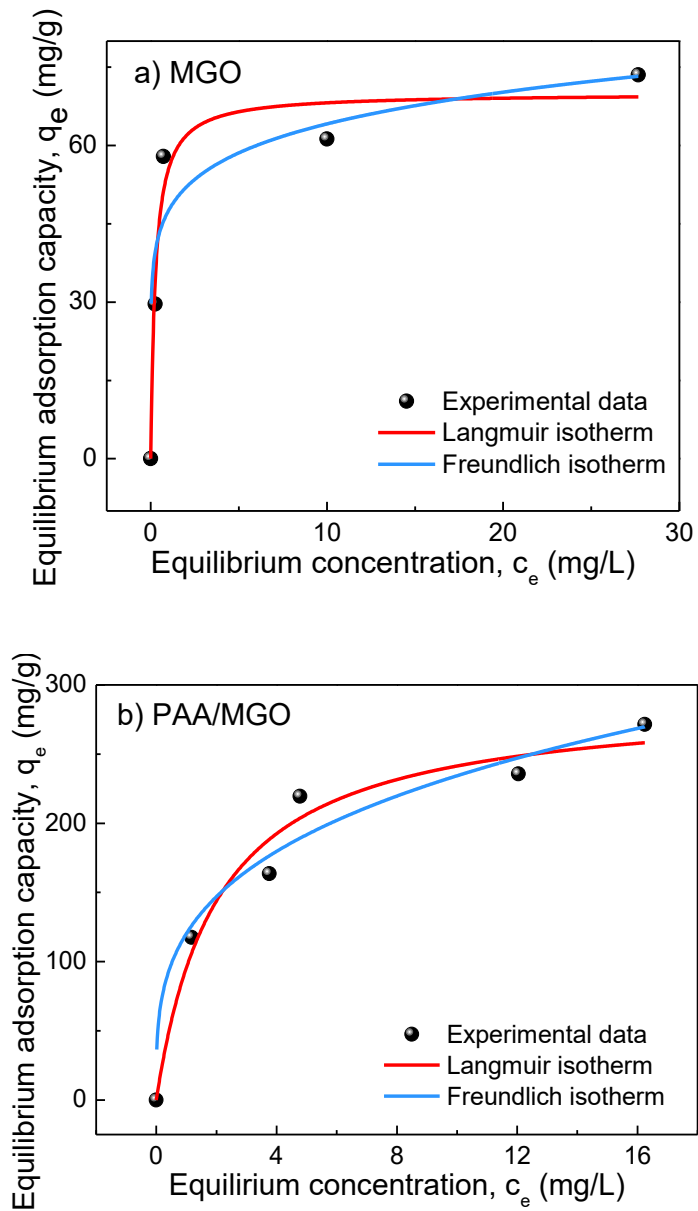 a) MGO
Equilibrium adsorption capacity, qe (mg/g)
60
30
0
Experimental data
Langmuir isotherm
Freundlich isotherm
0 10 20 30
Equilibrium concentration, ce (mg/L)
b) PAA/MGO
Equilibrium adsorption capacity, qe (mg/g)
300
200
100
0
Experimental data
Langmuir isotherm
Freundlich isotherm
0 4 8 12 16
Equilirium concentration, ce (mg/L)